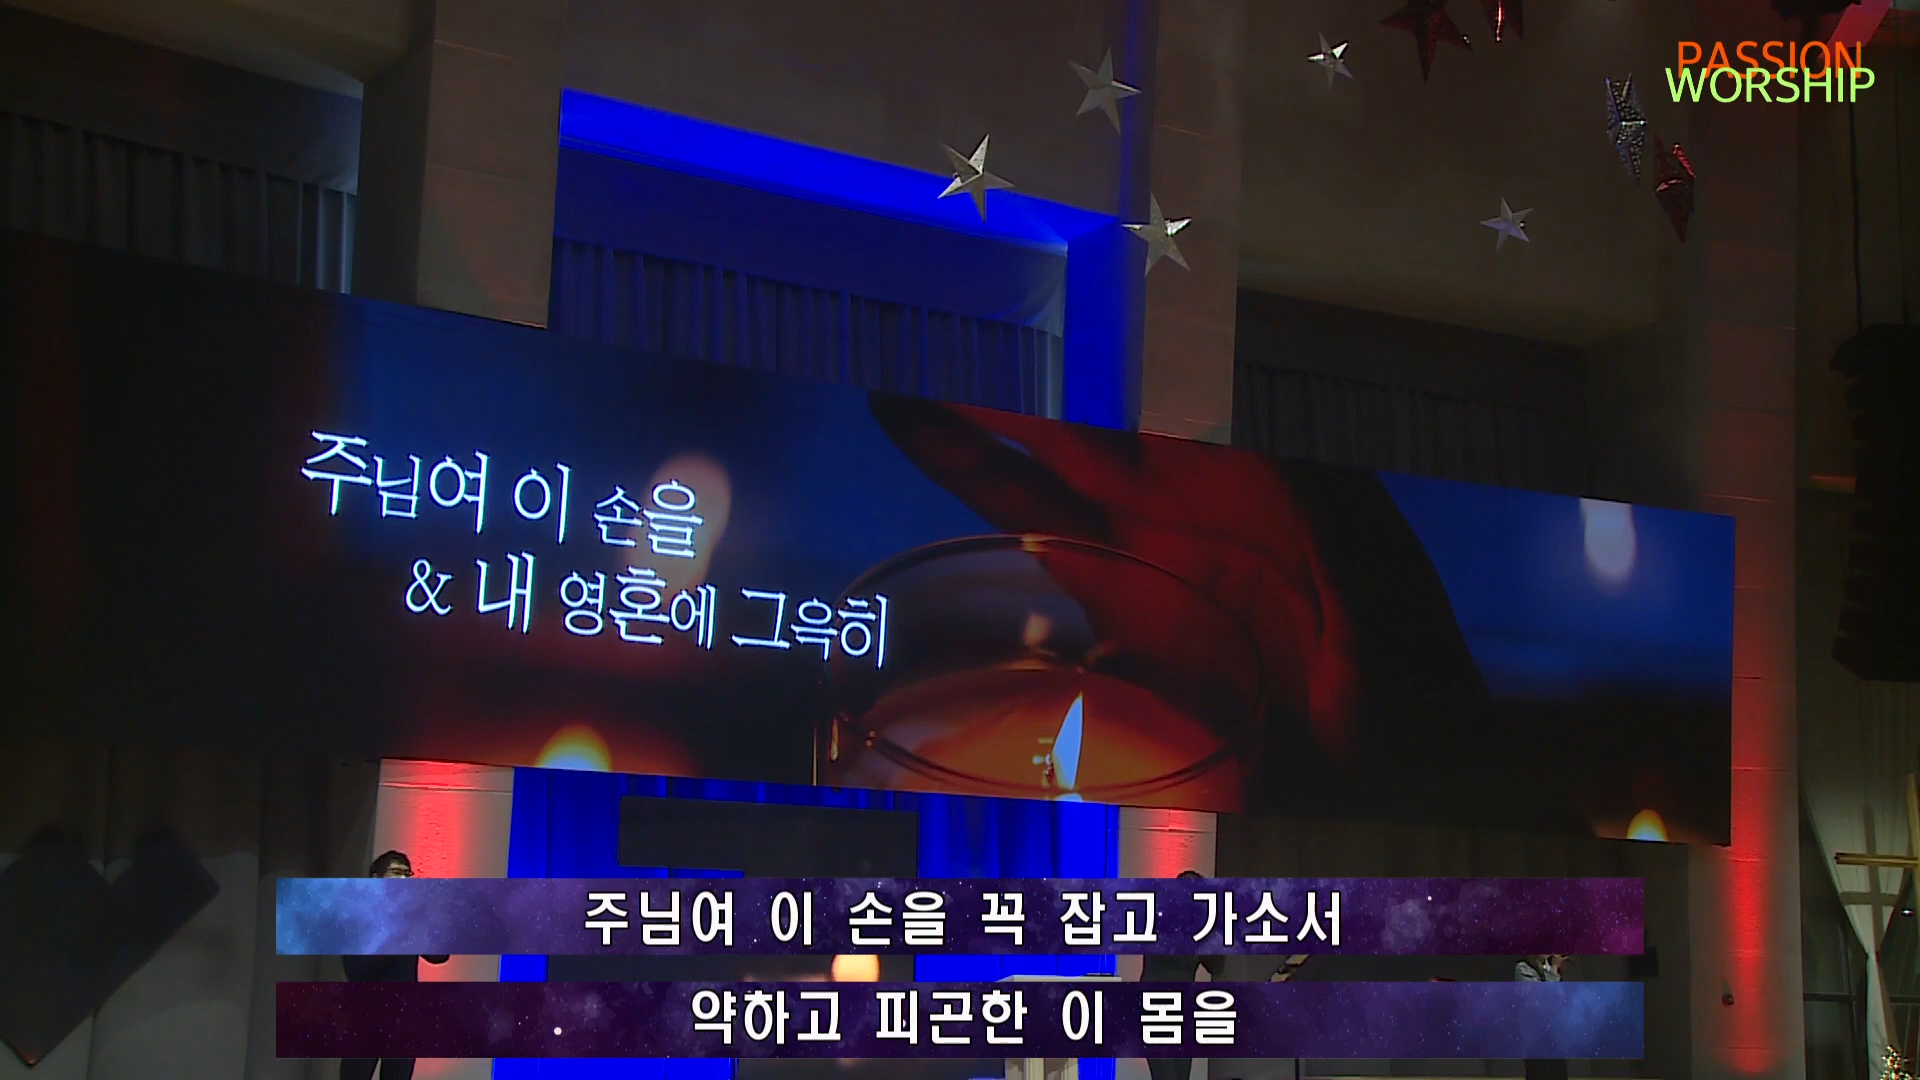 PASSION
WORSHIP
주님여 이 손을
& 내 영혼에 그윽히
주님여 이 손을 꼭 잡고 가소서
약하고 피곤한 이 몸을